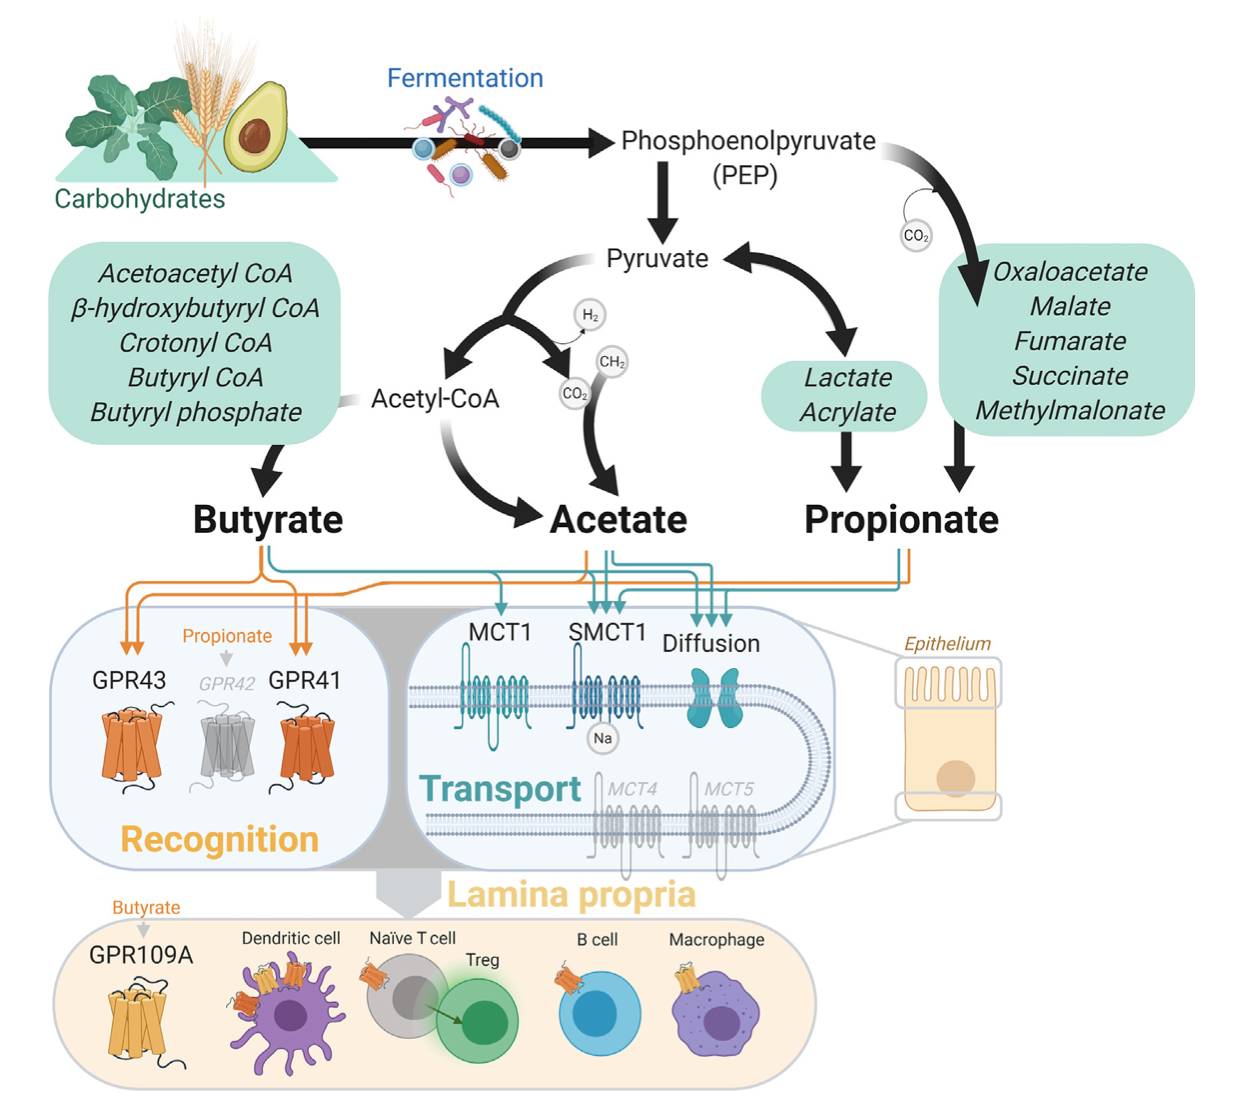 Fermentation
Carbohydrates
Phosphoenolpyruvate
(PEP)
CO₂
Pyruvate
Acetoacetyl CoA
β-hydroxybutyryl CoA
Crotonyl CoA
Butyryl CoA
Butyryl phosphate
H₂
CH₂
CO₂
Acetyl-CoA
Lactate
Acrylate
Oxaloacetate
Malate
Fumarate
Succinate
Methylmalonate
Butyrate
Acetate
Propionate
Propionate
GPR43
GPR42
GPR41
Recognition
MCT1
SMCT1
Diffusion
Na
Transport
MCT4
MCT5
Epithelium
Lamina propria
Butyrate
GPR109A
Dendritic cell
Naïve T cell
Treg
B cell
Macrophage